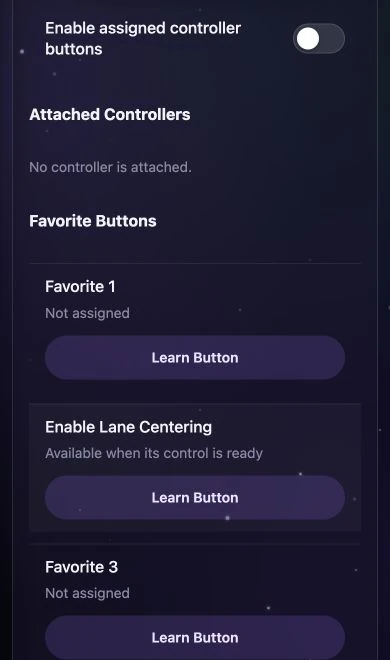 Enable assigned controller
buttons
Attached Controllers
No controller is attached.
Favorite Buttons
Favorite 1
Not assigned
Learn Button
Enable Lane Centering
Available when its control is ready
Learn Button
Favorite 3
Not assigned
Learn Button